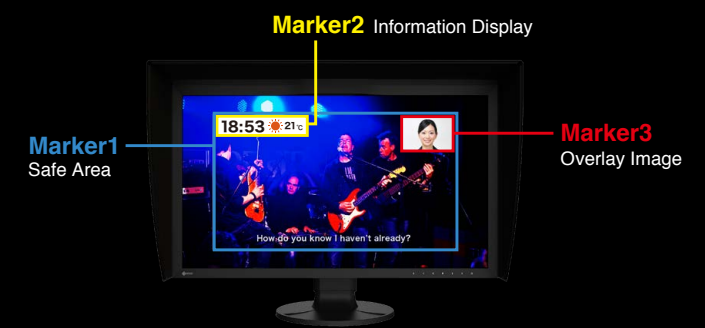 Marker2 Information Display
18:53 21°C
Marker1
Safe Area
Marker3
Overlay Image
How do you know I haven't already?